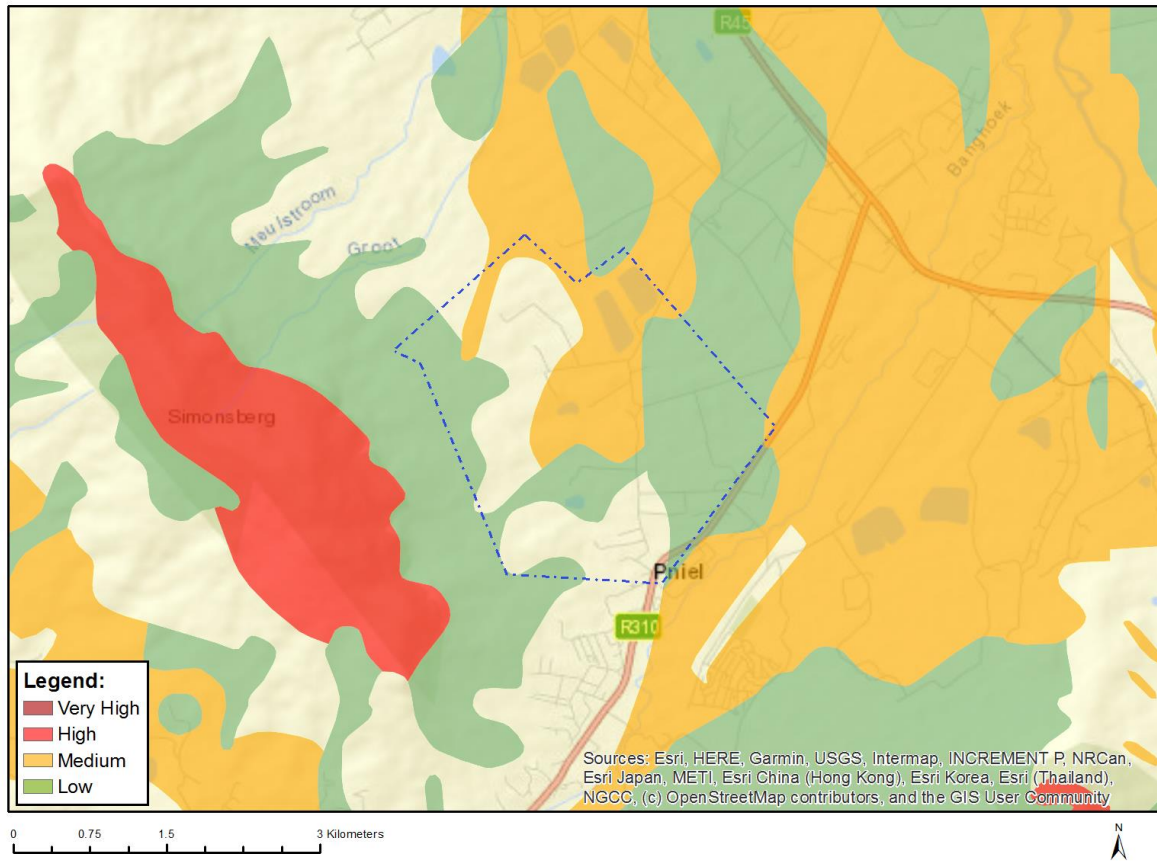 R45
Banghoek
Meulstroom
Groot
Simonsberg
Pniel
R310
Legend:
Very High
High
Medium
Low
Sources: Esri, HERE, Garmin, USGS, Intermap, INCREMENT P, NRCan,
Esri Japan, METI, Esri China (Hong Kong), Esri Korea, Esri (Thailand),
NGCC, (c) OpenStreetMap contributors, and the GIS User Community
0 0.75 1.5 3 Kilometers
N